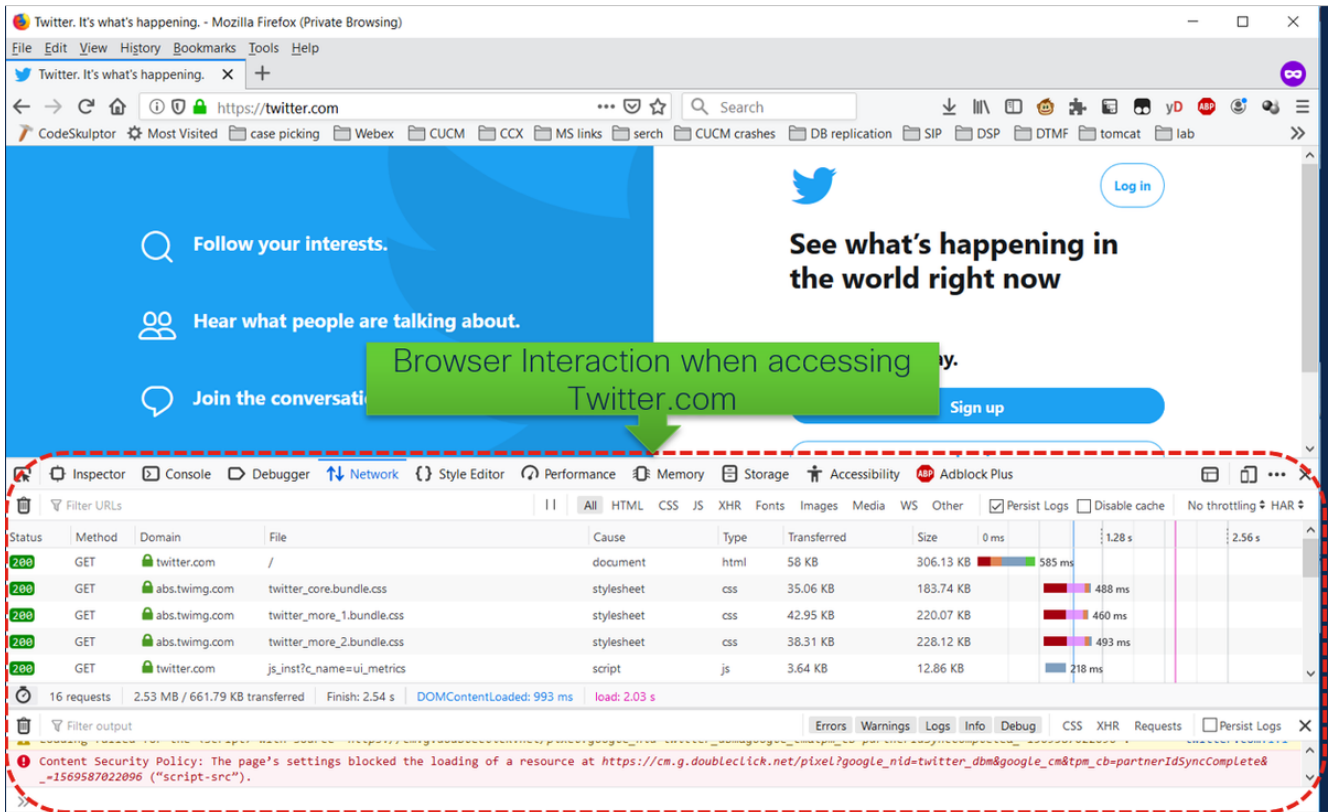 Twitter. It's what's happening. - Mozilla Firefox (Private Browsing)
File Edit View History Bookmarks Tools Help
Twitter. It's what's happening.
https://twitter.com Search yD ABP
CodeSkulptor Most Visited case picking Webex CUCM CCX MS links serch CUCM crashes DB replication SIP DSP DTMF tomcat lab
Log in
Follow your interests.
See what's happening in
the world right now
Hear what people are talking about.
Browser Interaction when accessing
Twitter.com
Join the conversati
y.
Sign up
Inspector Console Debugger Network Style Editor Performance Memory Storage Accessibility ABP Adblock Plus
Filter URLs All HTML CSS JS XHR Fonts Images Media WS Other Persist Logs Disable cache No throttling HAR
Status Method Domain File Cause Type Transferred Size 0 ms 1.28 s 2.56 s
200 GET twitter.com / document html 58 KB 306.13 KB 585 ms
200 GET abs.twimg.com twitter_core.bundle.css stylesheet css 35.06 KB 183.74 KB 488 ms
200 GET abs.twimg.com twitter_more_1.bundle.css stylesheet css 42.95 KB 220.07 KB 460 ms
200 GET abs.twimg.com twitter_more_2.bundle.css stylesheet css 38.31 KB 228.12 KB 493 ms
200 GET twitter.com js_inst?c_name=ui_metrics script js 3.64 KB 12.86 KB 218 ms
16 requests 2.53 MB / 661.79 KB transferred Finish: 2.54 s DOMContentLoaded: 993 ms load: 2.03 s
Filter output Errors Warnings Logs Info Debug CSS XHR Requests Persist Logs
Content Security Policy: The page's settings blocked the loading of a resource at https://cm.g.doubleclick.net/pixel?google_nid=twitter_dbm&google_cm&tpm_cb=partnerIdSyncComplete&
_=1569587022096 ("script-src").